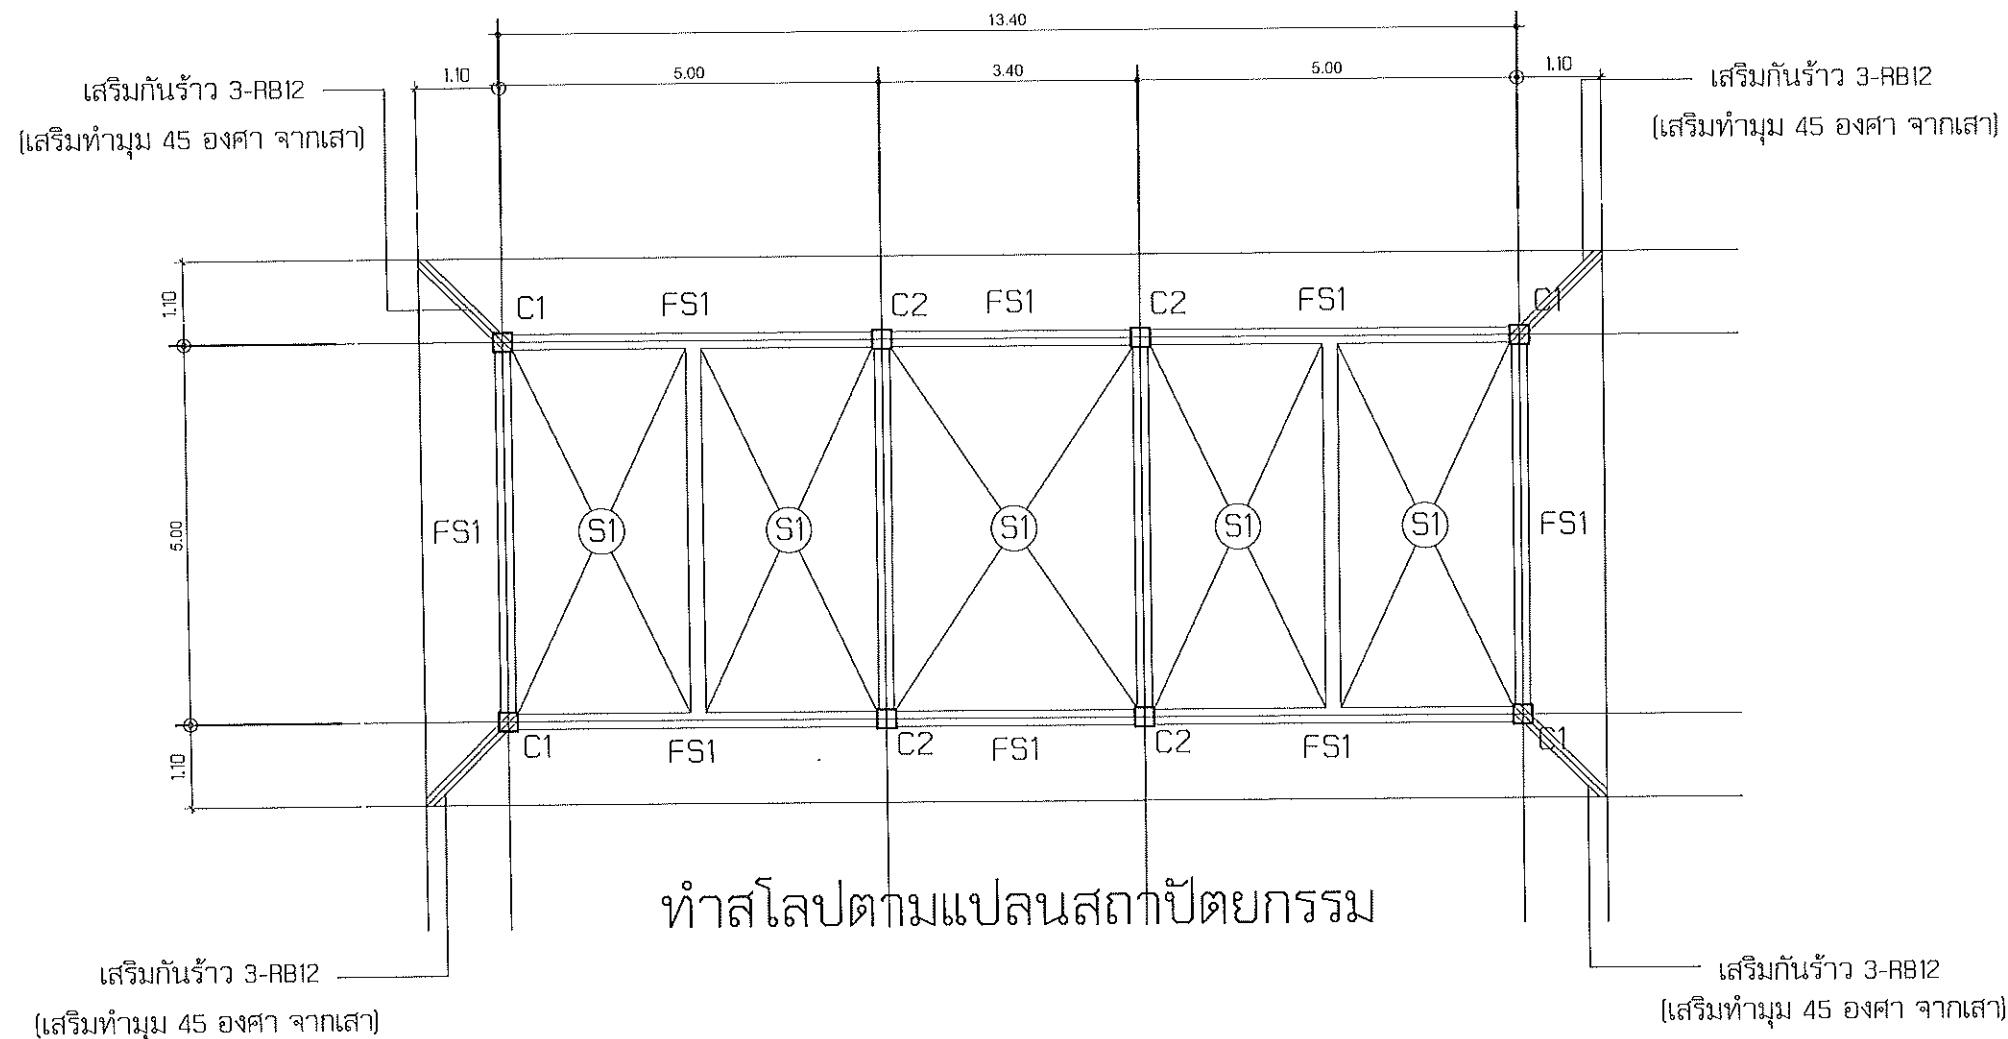 13.40
1.10
5.00
3.40
5.00
1.10
เสริมกันร้าว 3-RB12
(เสริมทำมุม 45 องศา จากเสา)
เสริมกันร้าว 3-RB12
(เสริมทำมุม 45 องศา จากเสา)
1.10
C1
FS1
C2
FS1
C2
FS1
C1
5.00
FS1
S1
S1
S1
S1
S1
FS1
1.10
C1
FS1
C2
FS1
C2
FS1
C1
ทำสโลปตามแปลนสถาปัตยกรรม
เสริมกันร้าว 3-RB12
(เสริมทำมุม 45 องศา จากเสา)
เสริมกันร้าว 3-RB12
(เสริมทำมุม 45 องศา จากเสา)